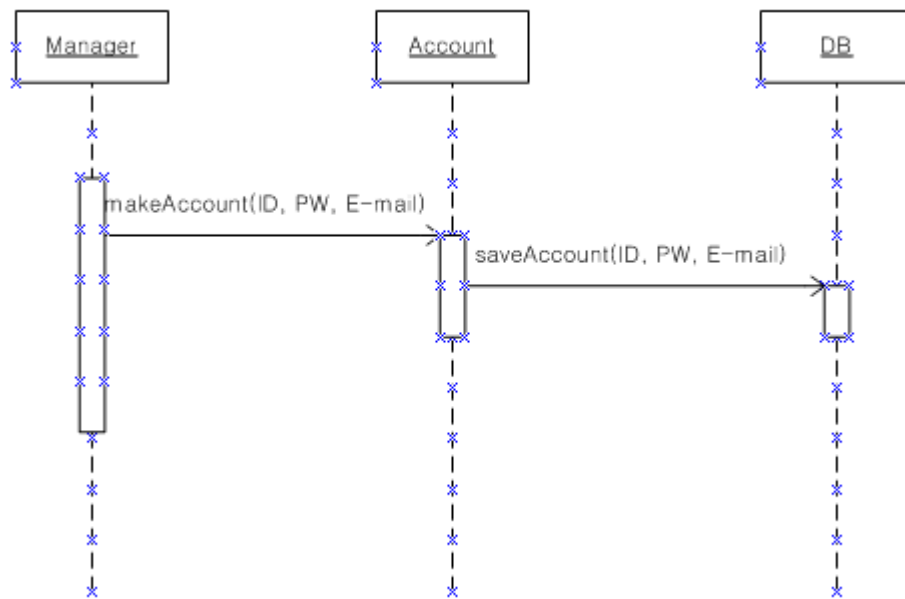 Manager
Account
DB
makeAccount(ID, PW, E-mail)
saveAccount(ID, PW, E-mail)